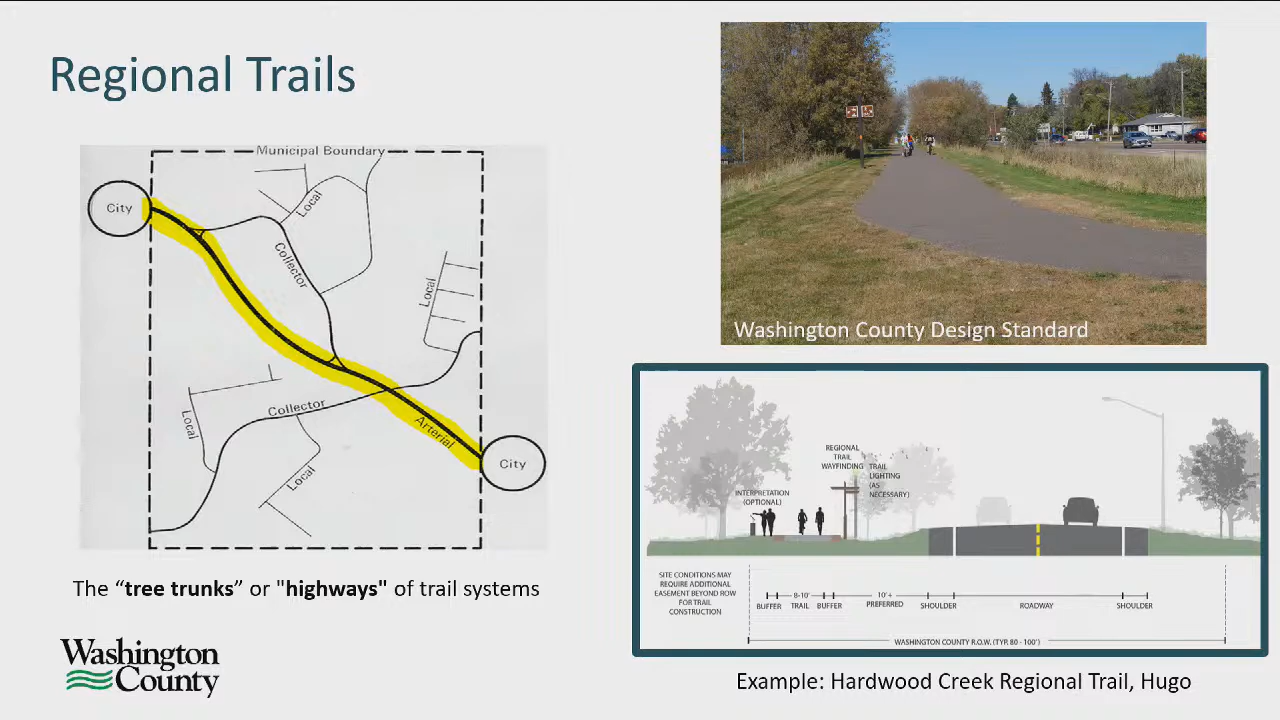 Regional Trails
Municipal Boundary
City
Local
Collector
Local
Collector
Local
Arterial
Local
City
The “tree trunks” or "highways" of trail systems
Washington
County
Washington County Design Standard
REGIONAL
TRAIL
WAYFINDING
TRAIL
LIGHTING
(AS
NECESSARY)
INTERPRETATION
(OPTIONAL)
SITE CONDITIONS MAY
REQUIRE ADDITIONAL
EASEMENT BEYOND ROW
FOR TRAIL
CONSTRUCTION
BUFFER
8-10'
TRAIL
BUFFER
10'+
PREFERRED
SHOULDER
ROADWAY
SHOULDER
WASHINGTON COUNTY R.O.W. (TYP. 80 - 100')
Example: Hardwood Creek Regional Trail, Hugo